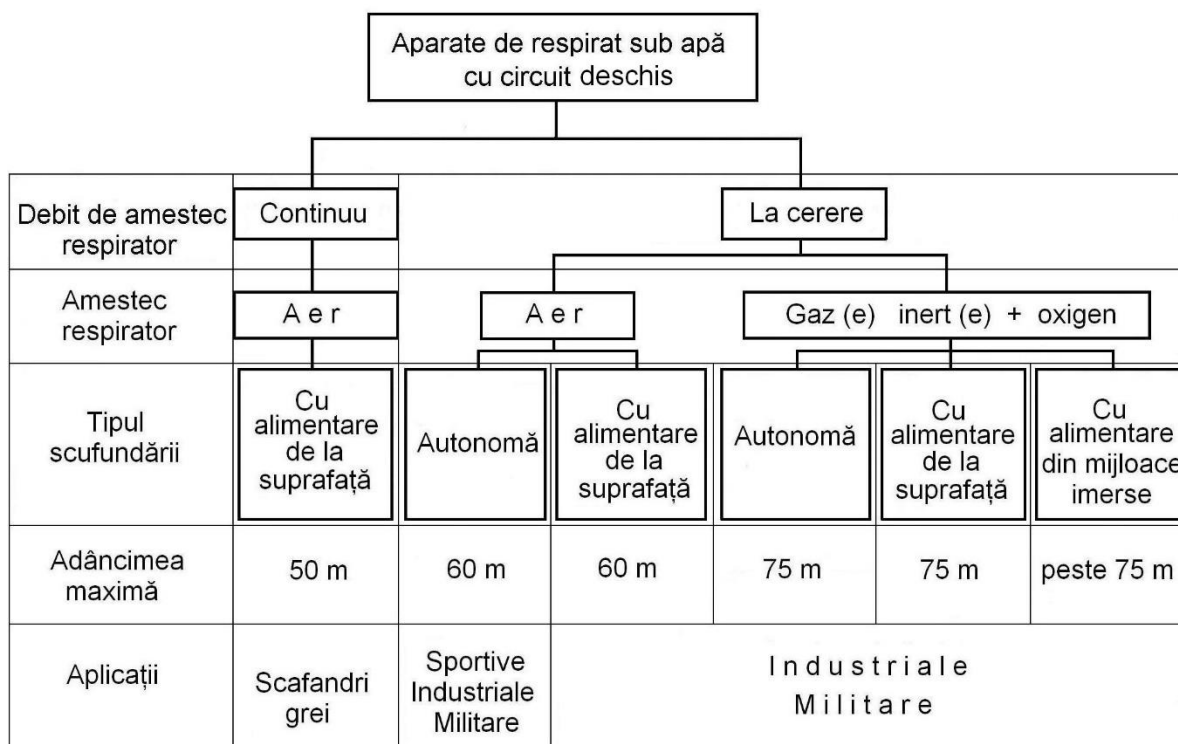 Aparate de respirat sub apă
cu circuit deschis
Debit de amestec
respirator
Continuu
La cerere
Amestec
respirator
A e r
A e r
Gaz (e) inert (e) + oxigen
Tipul
scufundării
Cu
alimentare
de la
suprafață
Autonomă
Cu
alimentare
de la
suprafață
Autonomă
Cu
alimentare
de la
suprafață
Cu
alimentare
din mijloace
imerse
Adâncimea
maximă
50 m
60 m
60 m
75 m
75 m
peste 75 m
Aplicații
Scafandri
grei
Sportive
Industriale
Militare
I n d u s t r i a l e
M i l i t a r e